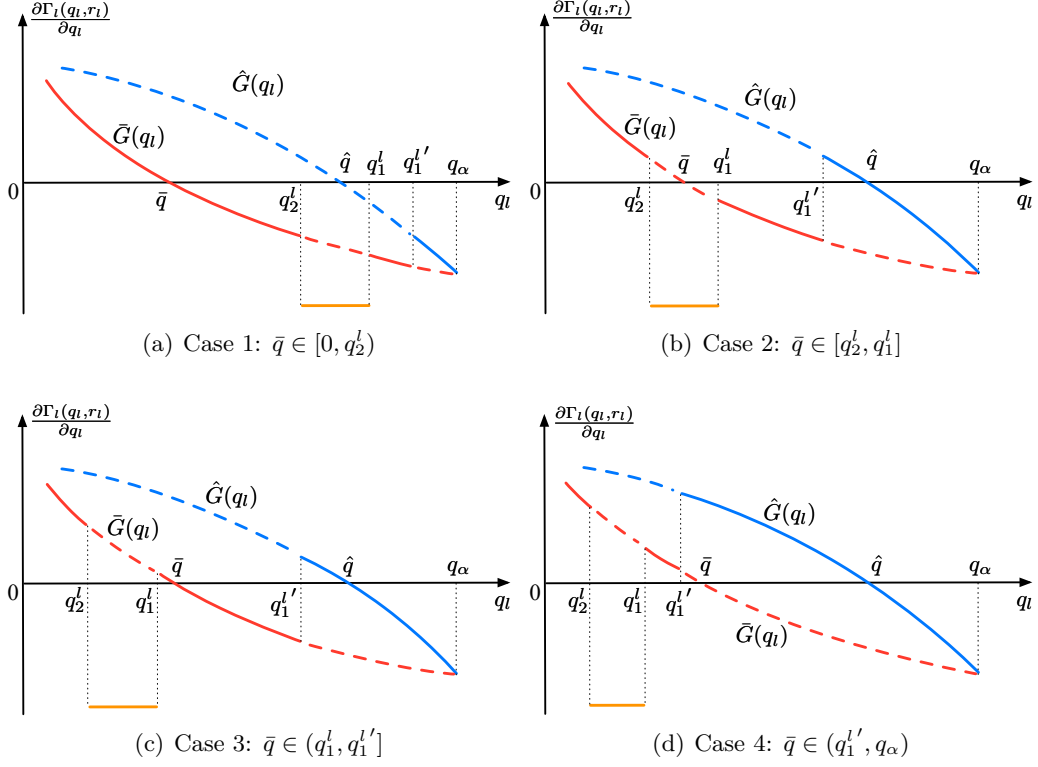 ∂Γ_l(q_l,r_l)/∂q_l
Ĝ(q_l)
Ḡ(q_l)
q̂ q_1^l q_1^l′ q_α
0 q̄ q_2^l q_l
(a) Case 1: q̄ ∈ [0, q_2^l)
∂Γ_l(q_l,r_l)/∂q_l
Ĝ(q_l)
Ḡ(q_l)
q̄ q_1^l q̂ q_α
0 q_2^l q_1^l′ q_l
(b) Case 2: q̄ ∈ [q_2^l, q_1^l]
∂Γ_l(q_l,r_l)/∂q_l
Ĝ(q_l)
Ḡ(q_l)
q̄ q̂ q_α
0 q_2^l q_1^l q_1^l′ q_l
(c) Case 3: q̄ ∈ (q_1^l, q_1^l′]
∂Γ_l(q_l,r_l)/∂q_l
Ĝ(q_l)
q̄ q̂ q_α
0 q_2^l q_1^l q_1^l′ q_l
Ḡ(q_l)
(d) Case 4: q̄ ∈ (q_1^l′, q_α)